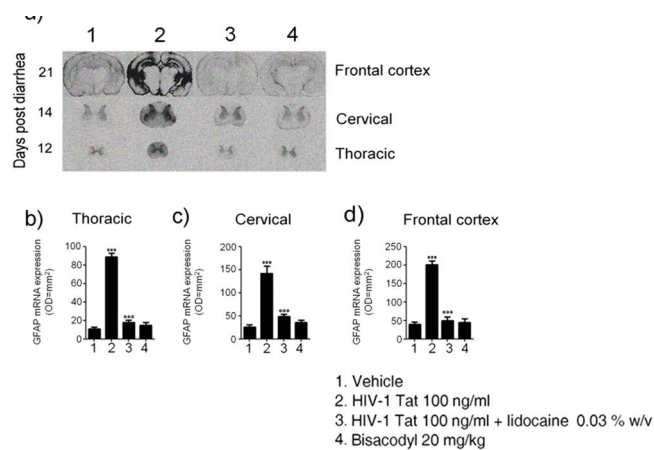 a)
1 2 3 4
Days post diarrhea
21 Frontal cortex
14 Cervical
12 Thoracic
b) Thoracic
GFAP mRNA expression
(OD=mm²)
100
80
60
40
20
0
***
°°°
1 2 3 4
c) Cervical
GFAP mRNA expression
(OD=mm²)
200
150
100
50
0
***
°°°
1 2 3 4
d) Frontal cortex
GFAP mRNA expression
(OD=mm²)
250
200
150
100
50
0
***
°°°
1 2 3 4
1. Vehicle
2. HIV-1 Tat 100 ng/ml
3. HIV-1 Tat 100 ng/ml + lidocaine 0.03 % w/v
4. Bisacodyl 20 mg/kg